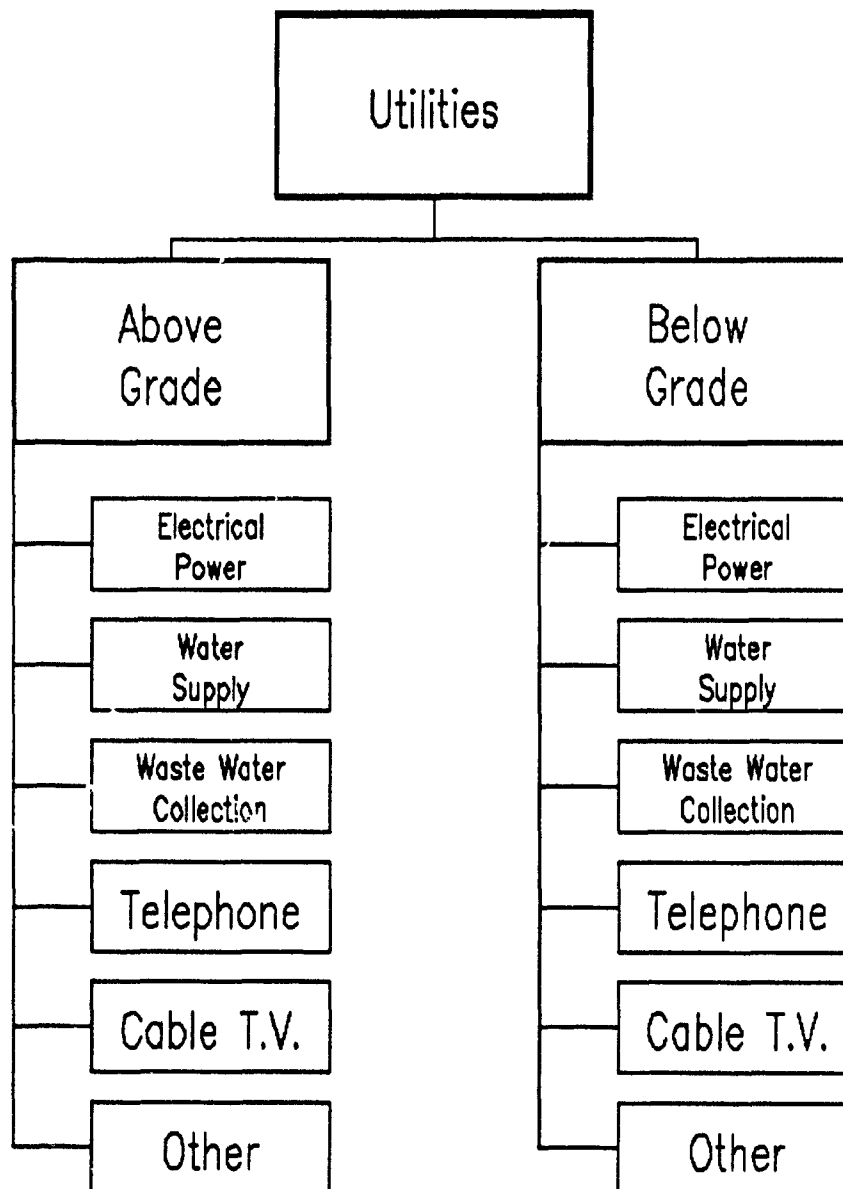 Utilities
Above
Grade
Electrical
Power
Water
Supply
Waste Water
Collection
Telephone
Cable T.V.
Other
Below
Grade
Electrical
Power
Water
Supply
Waste Water
Collection
Telephone
Cable T.V.
Other